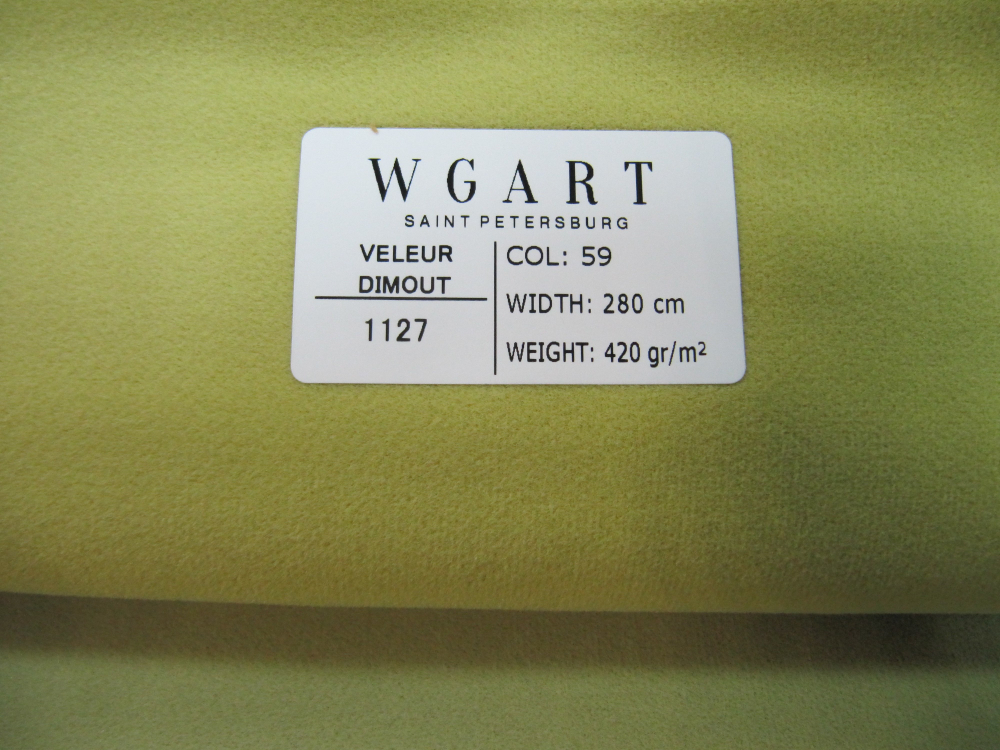 WGART
SAINT PETERSBURG
VELEUR
DIMOUT
1127
COL: 59
WIDTH: 280 cm
WEIGHT: 420 gr/m²